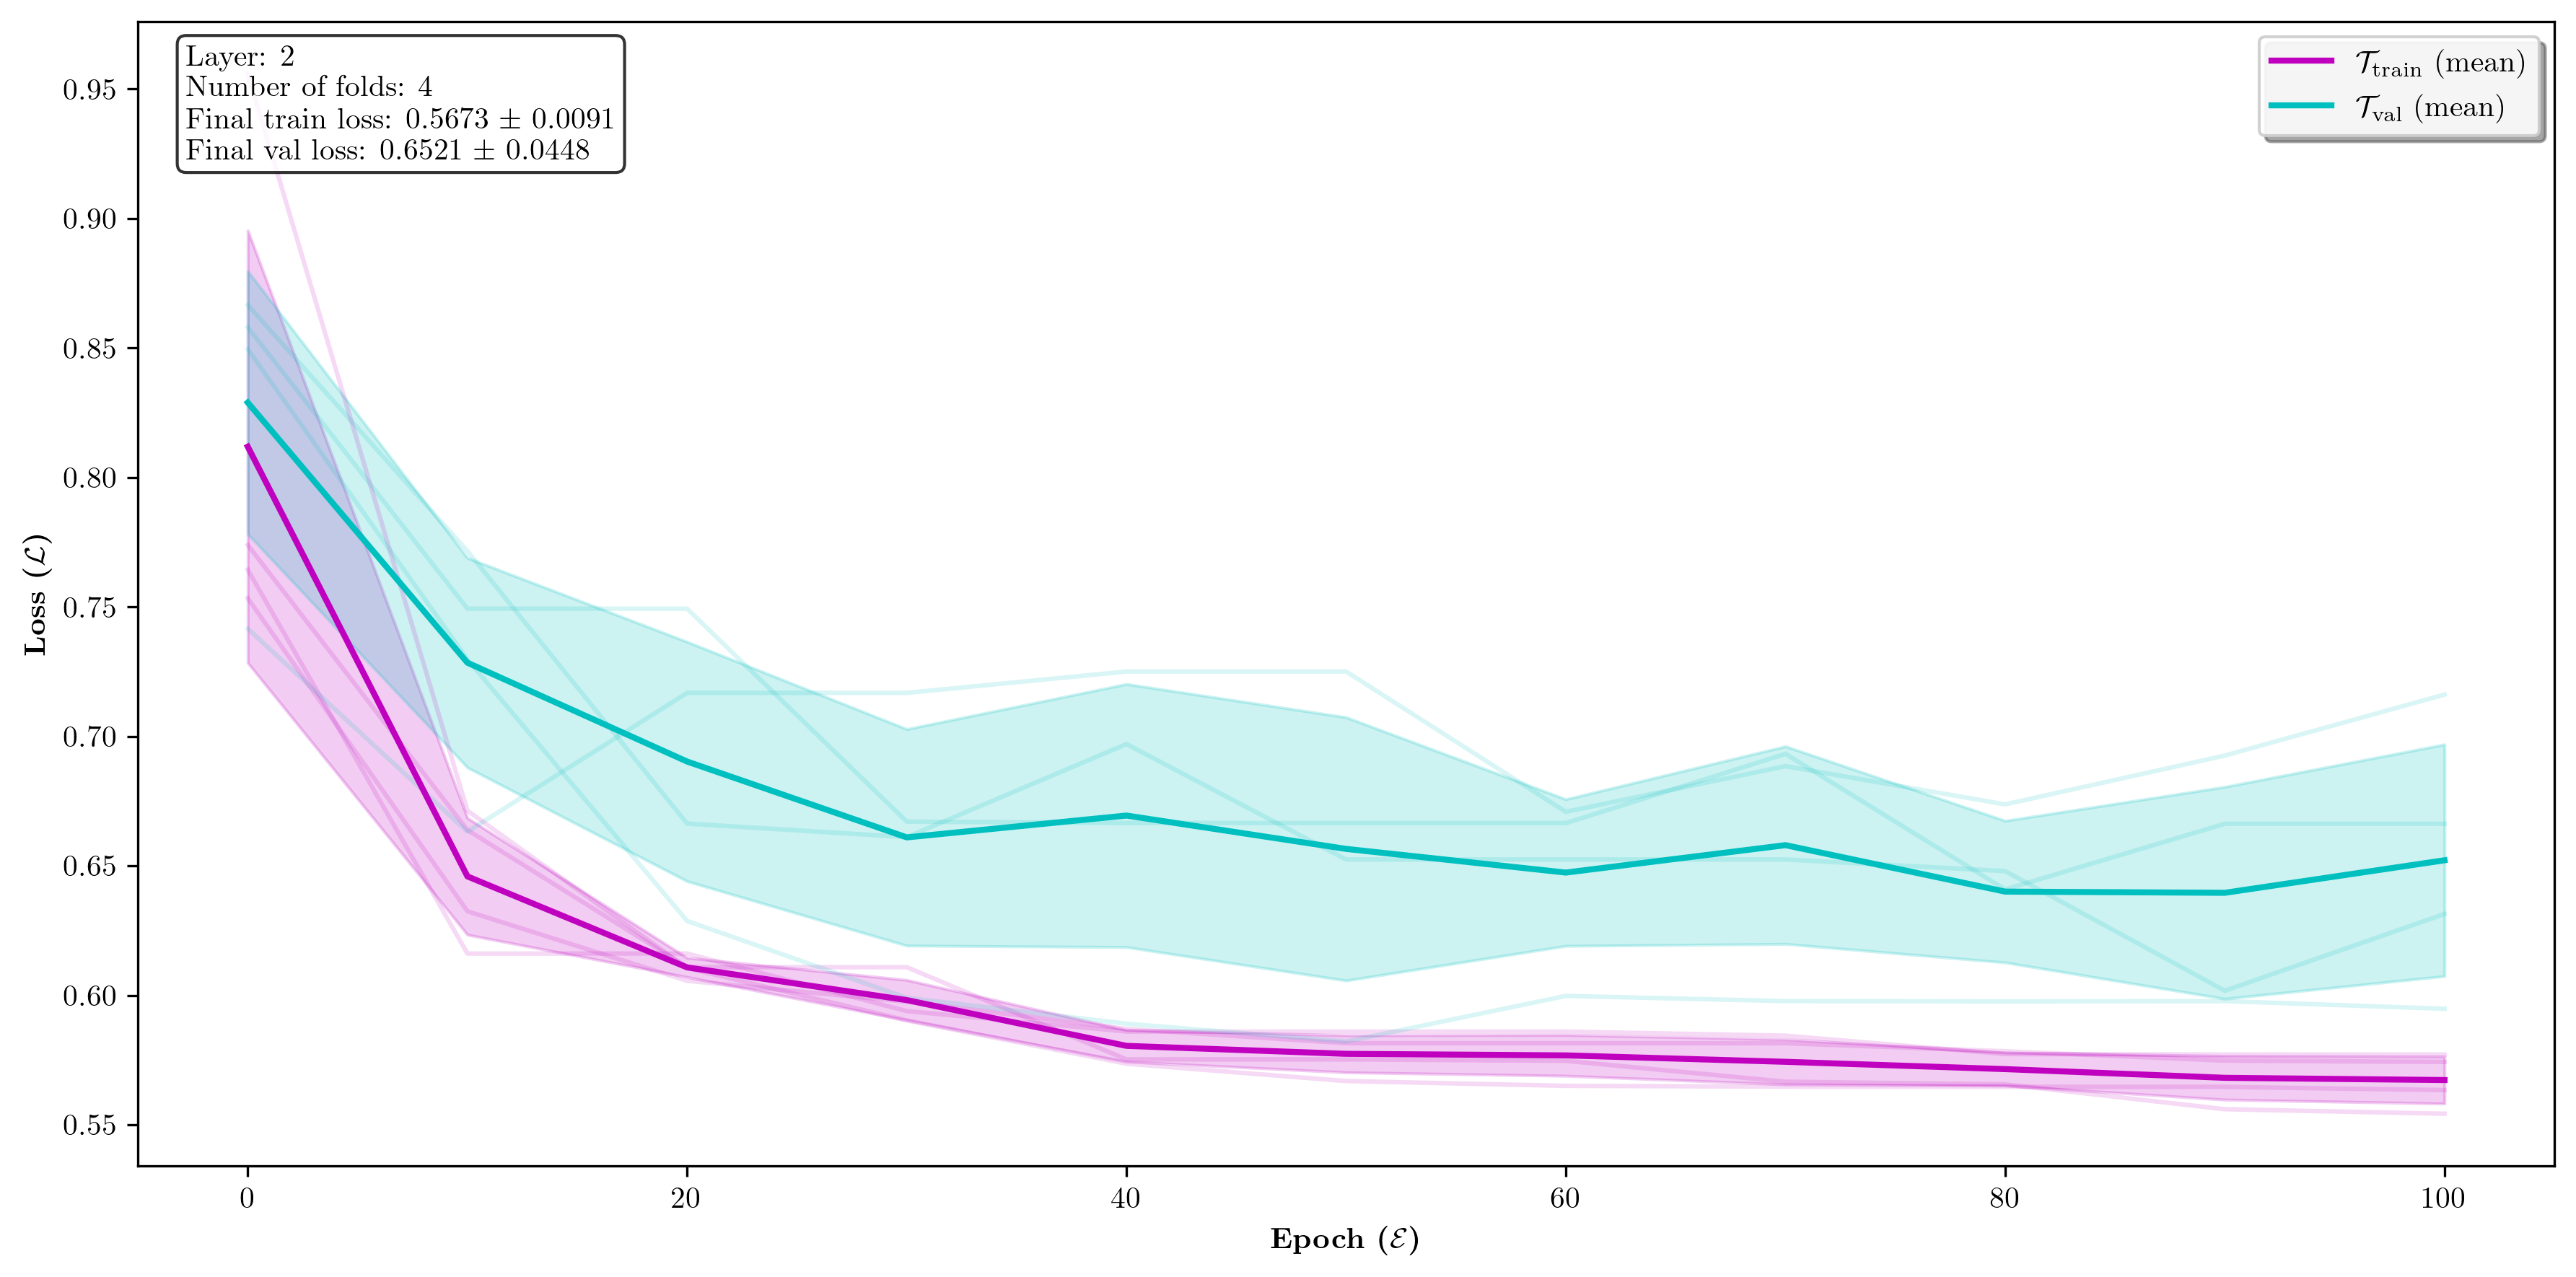 Layer: 2
Number of folds: 4
Final train loss: 0.5673 ± 0.0091
Final val loss: 0.6521 ± 0.0448
𝒯train (mean)
𝒯val (mean)
0.95
0.90
0.85
0.80
0.75
0.70
0.65
0.60
0.55
Loss (ℒ)
0 20 40 60 80 100
Epoch (ℰ)